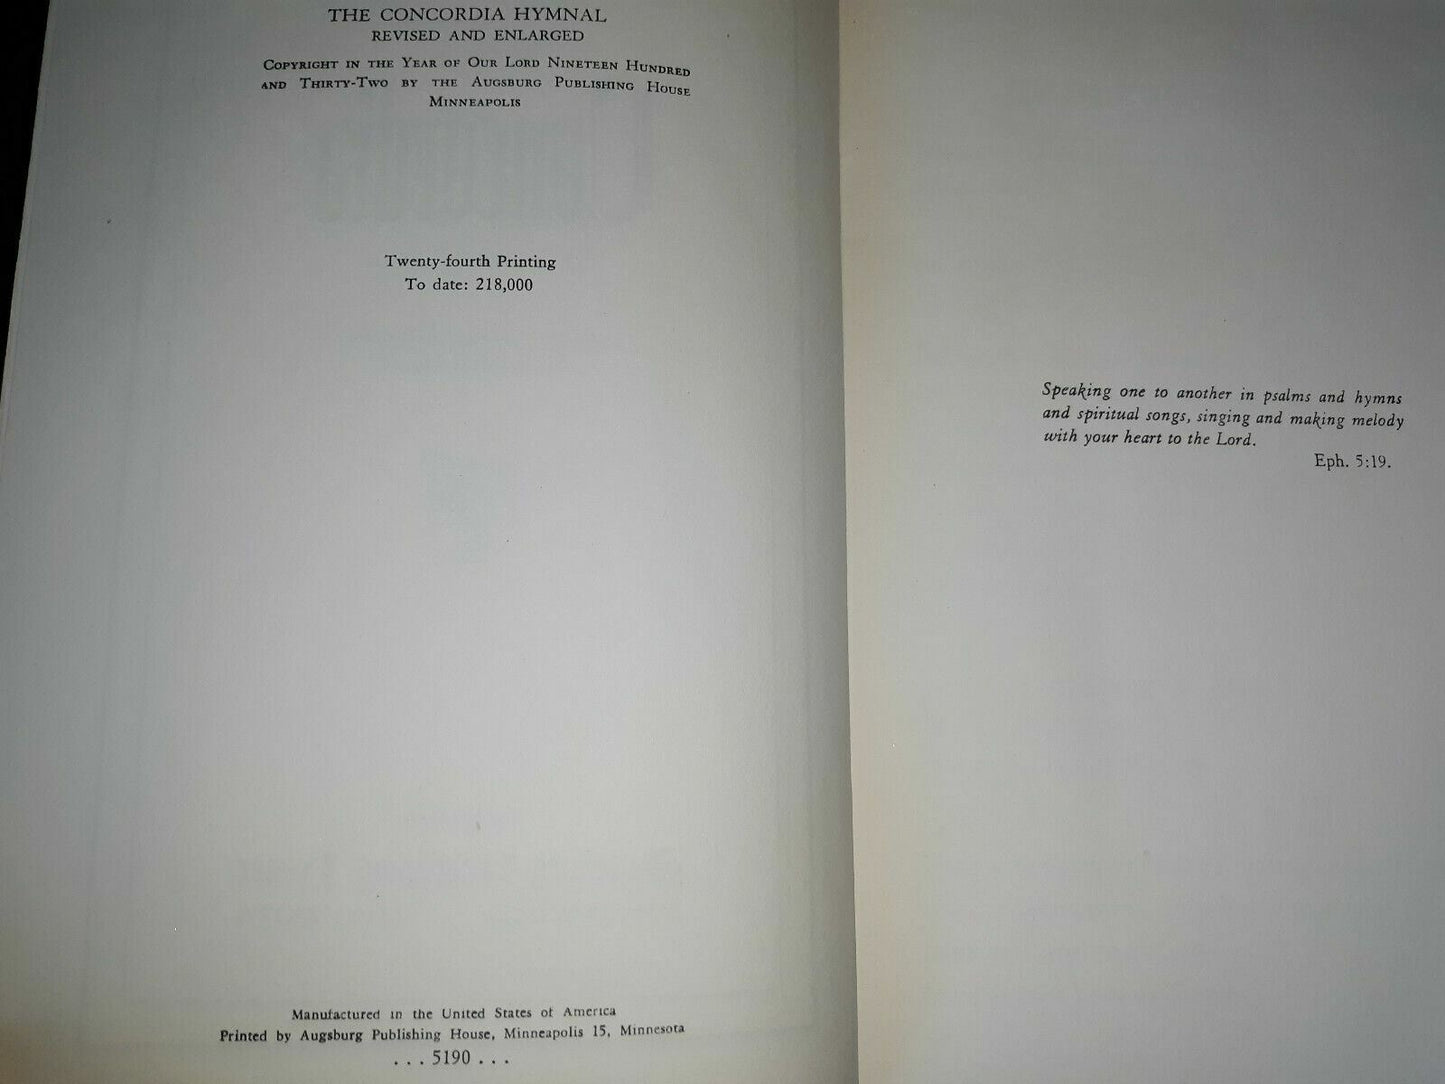 THE CONCORDIA HYMNAL
REVISED AND ENLARGED
Copyright in the Year of Our Lord Nineteen Hundred
and Thirty-Two by the Augsburg Publishing House
Minneapolis
Twenty-fourth Printing
To date: 218,000
Manufactured in the United States of America
Printed by Augsburg Publishing House, Minneapolis 15, Minnesota
. . . 5190 . . .
Speaking one to another in psalms and hymns
and spiritual songs, singing and making melody
with your heart to the Lord.
Eph. 5:19.